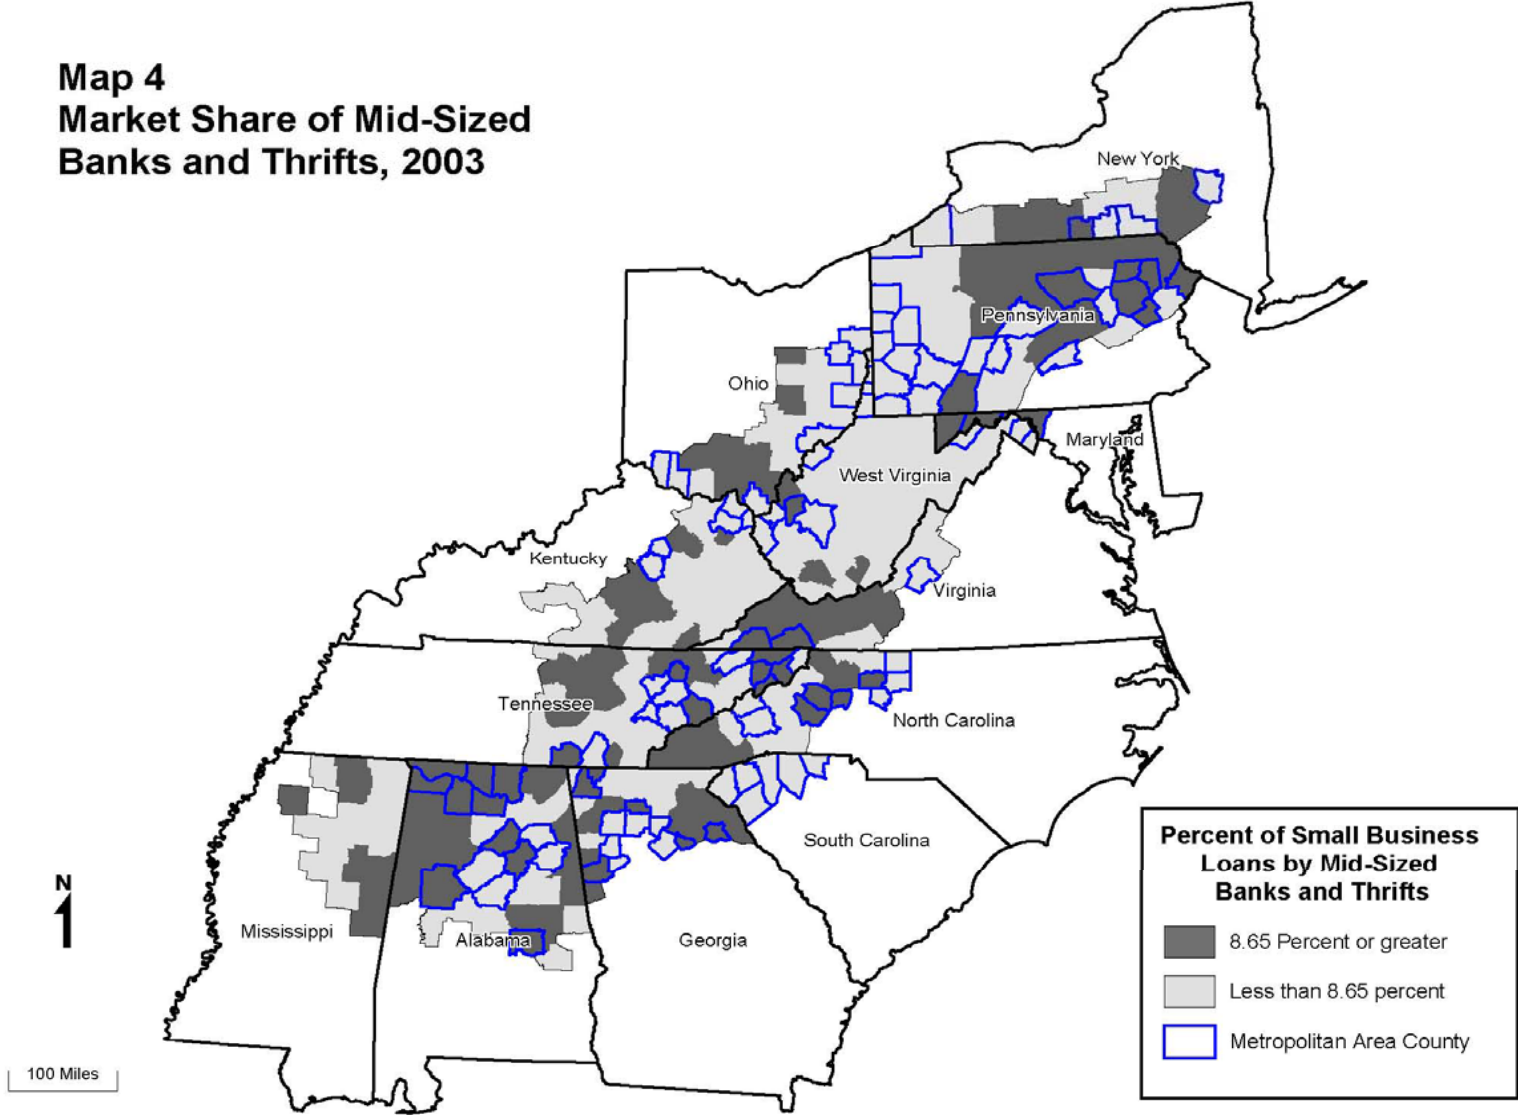 Map 4
Market Share of Mid-Sized
Banks and Thrifts, 2003
New York
Pennsylvania
Ohio
Maryland
West Virginia
Kentucky
Virginia
Tennessee
North Carolina
South Carolina
Mississippi
Alabama
Georgia
N
100 Miles
Percent of Small Business
Loans by Mid-Sized
Banks and Thrifts
8.65 Percent or greater
Less than 8.65 percent
Metropolitan Area County